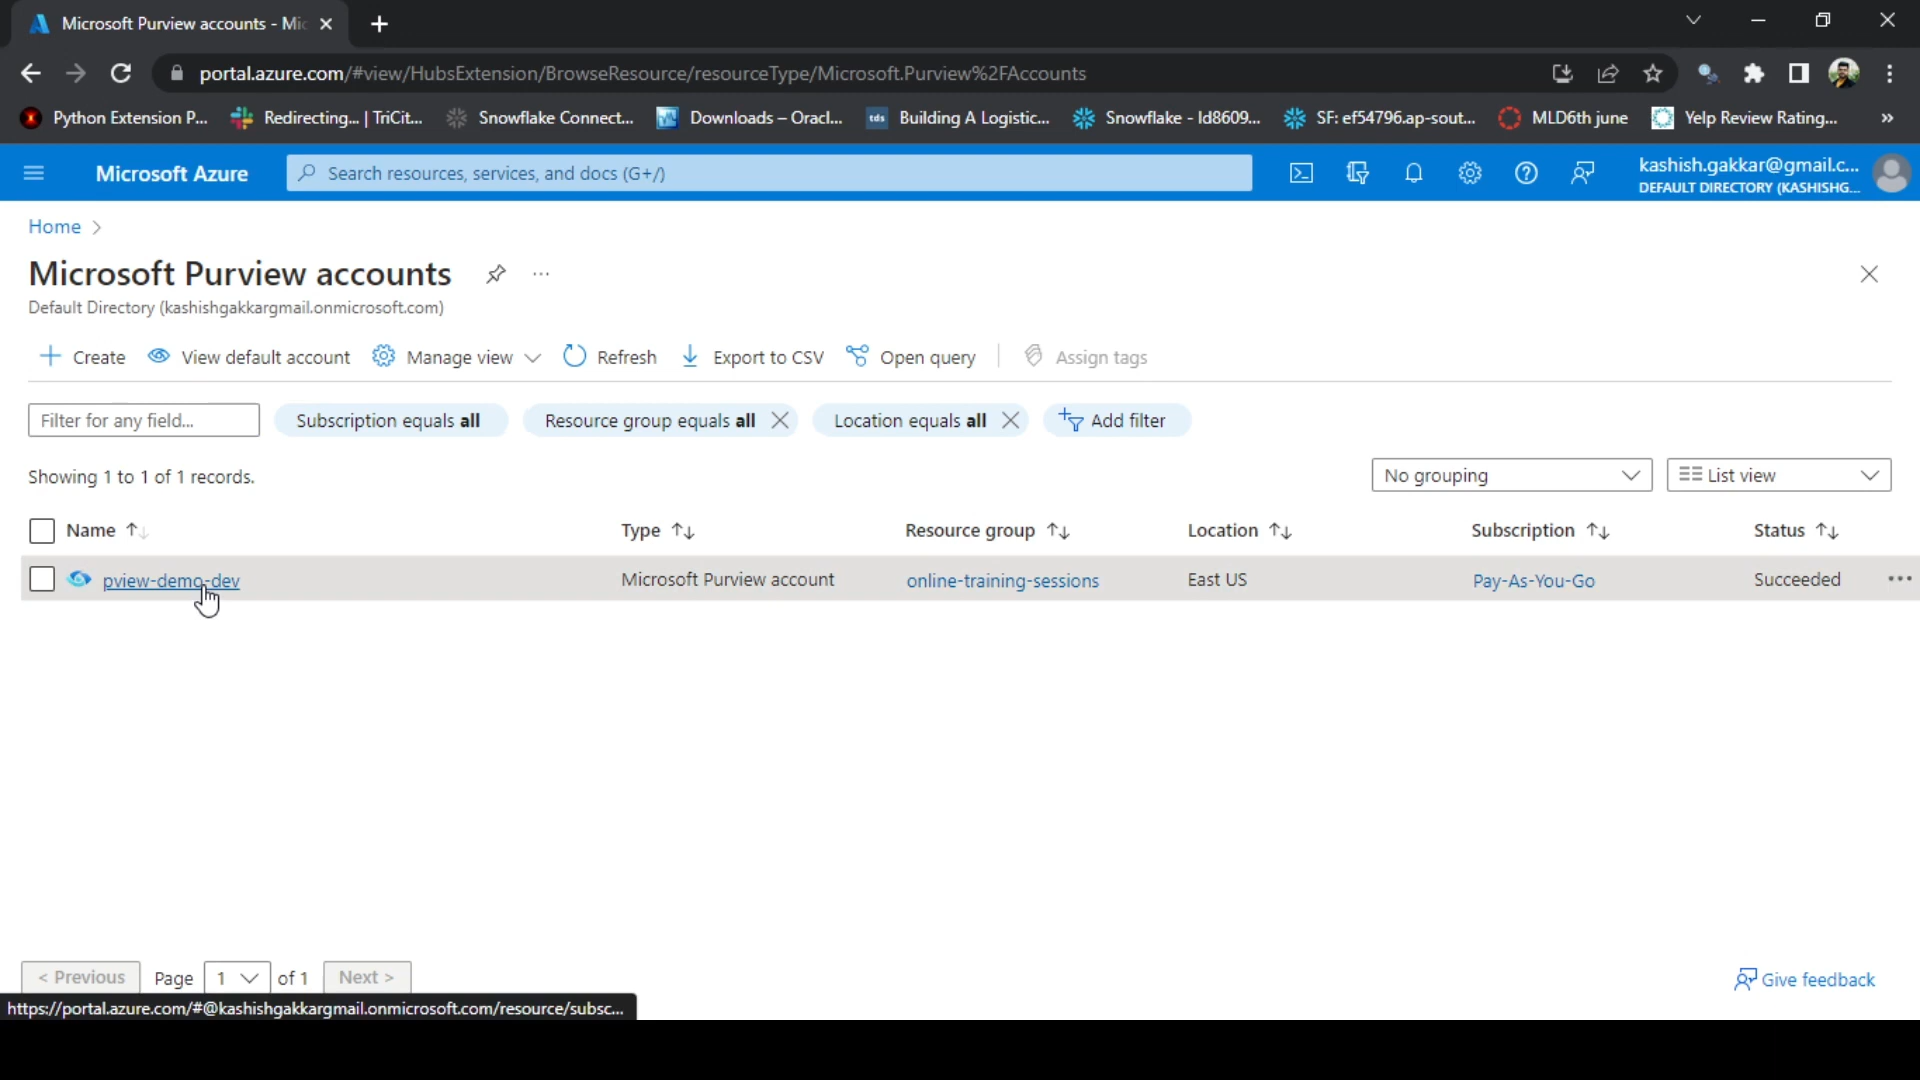 Microsoft Purview accounts - Mic
portal.azure.com/#view/HubsExtension/BrowseResource/resourceType/Microsoft.Purview%2FAccounts
Python Extension P... Redirecting... | TriCit... Snowflake Connect... Downloads – Oracl... tds Building A Logistic... Snowflake - Id8609... SF: ef54796.ap-sout... MLD6th june Yelp Review Rating... »
Microsoft Azure Search resources, services, and docs (G+/) kashish.gakkar@gmail.c...
DEFAULT DIRECTORY (KASHISHG...
Home >
Microsoft Purview accounts ...
Default Directory (kashishgakkargmail.onmicrosoft.com)
Create View default account Manage view Refresh Export to CSV Open query Assign tags
Filter for any field... Subscription equals all Resource group equals all Location equals all Add filter
Showing 1 to 1 of 1 records. No grouping List view
Name Type Resource group Location Subscription Status
pview-demo-dev Microsoft Purview account online-training-sessions East US Pay-As-You-Go Succeeded ...
< Previous Page 1 of 1 Next > Give feedback
https://portal.azure.com/#@kashishgakkargmail.onmicrosoft.com/resource/subsc...